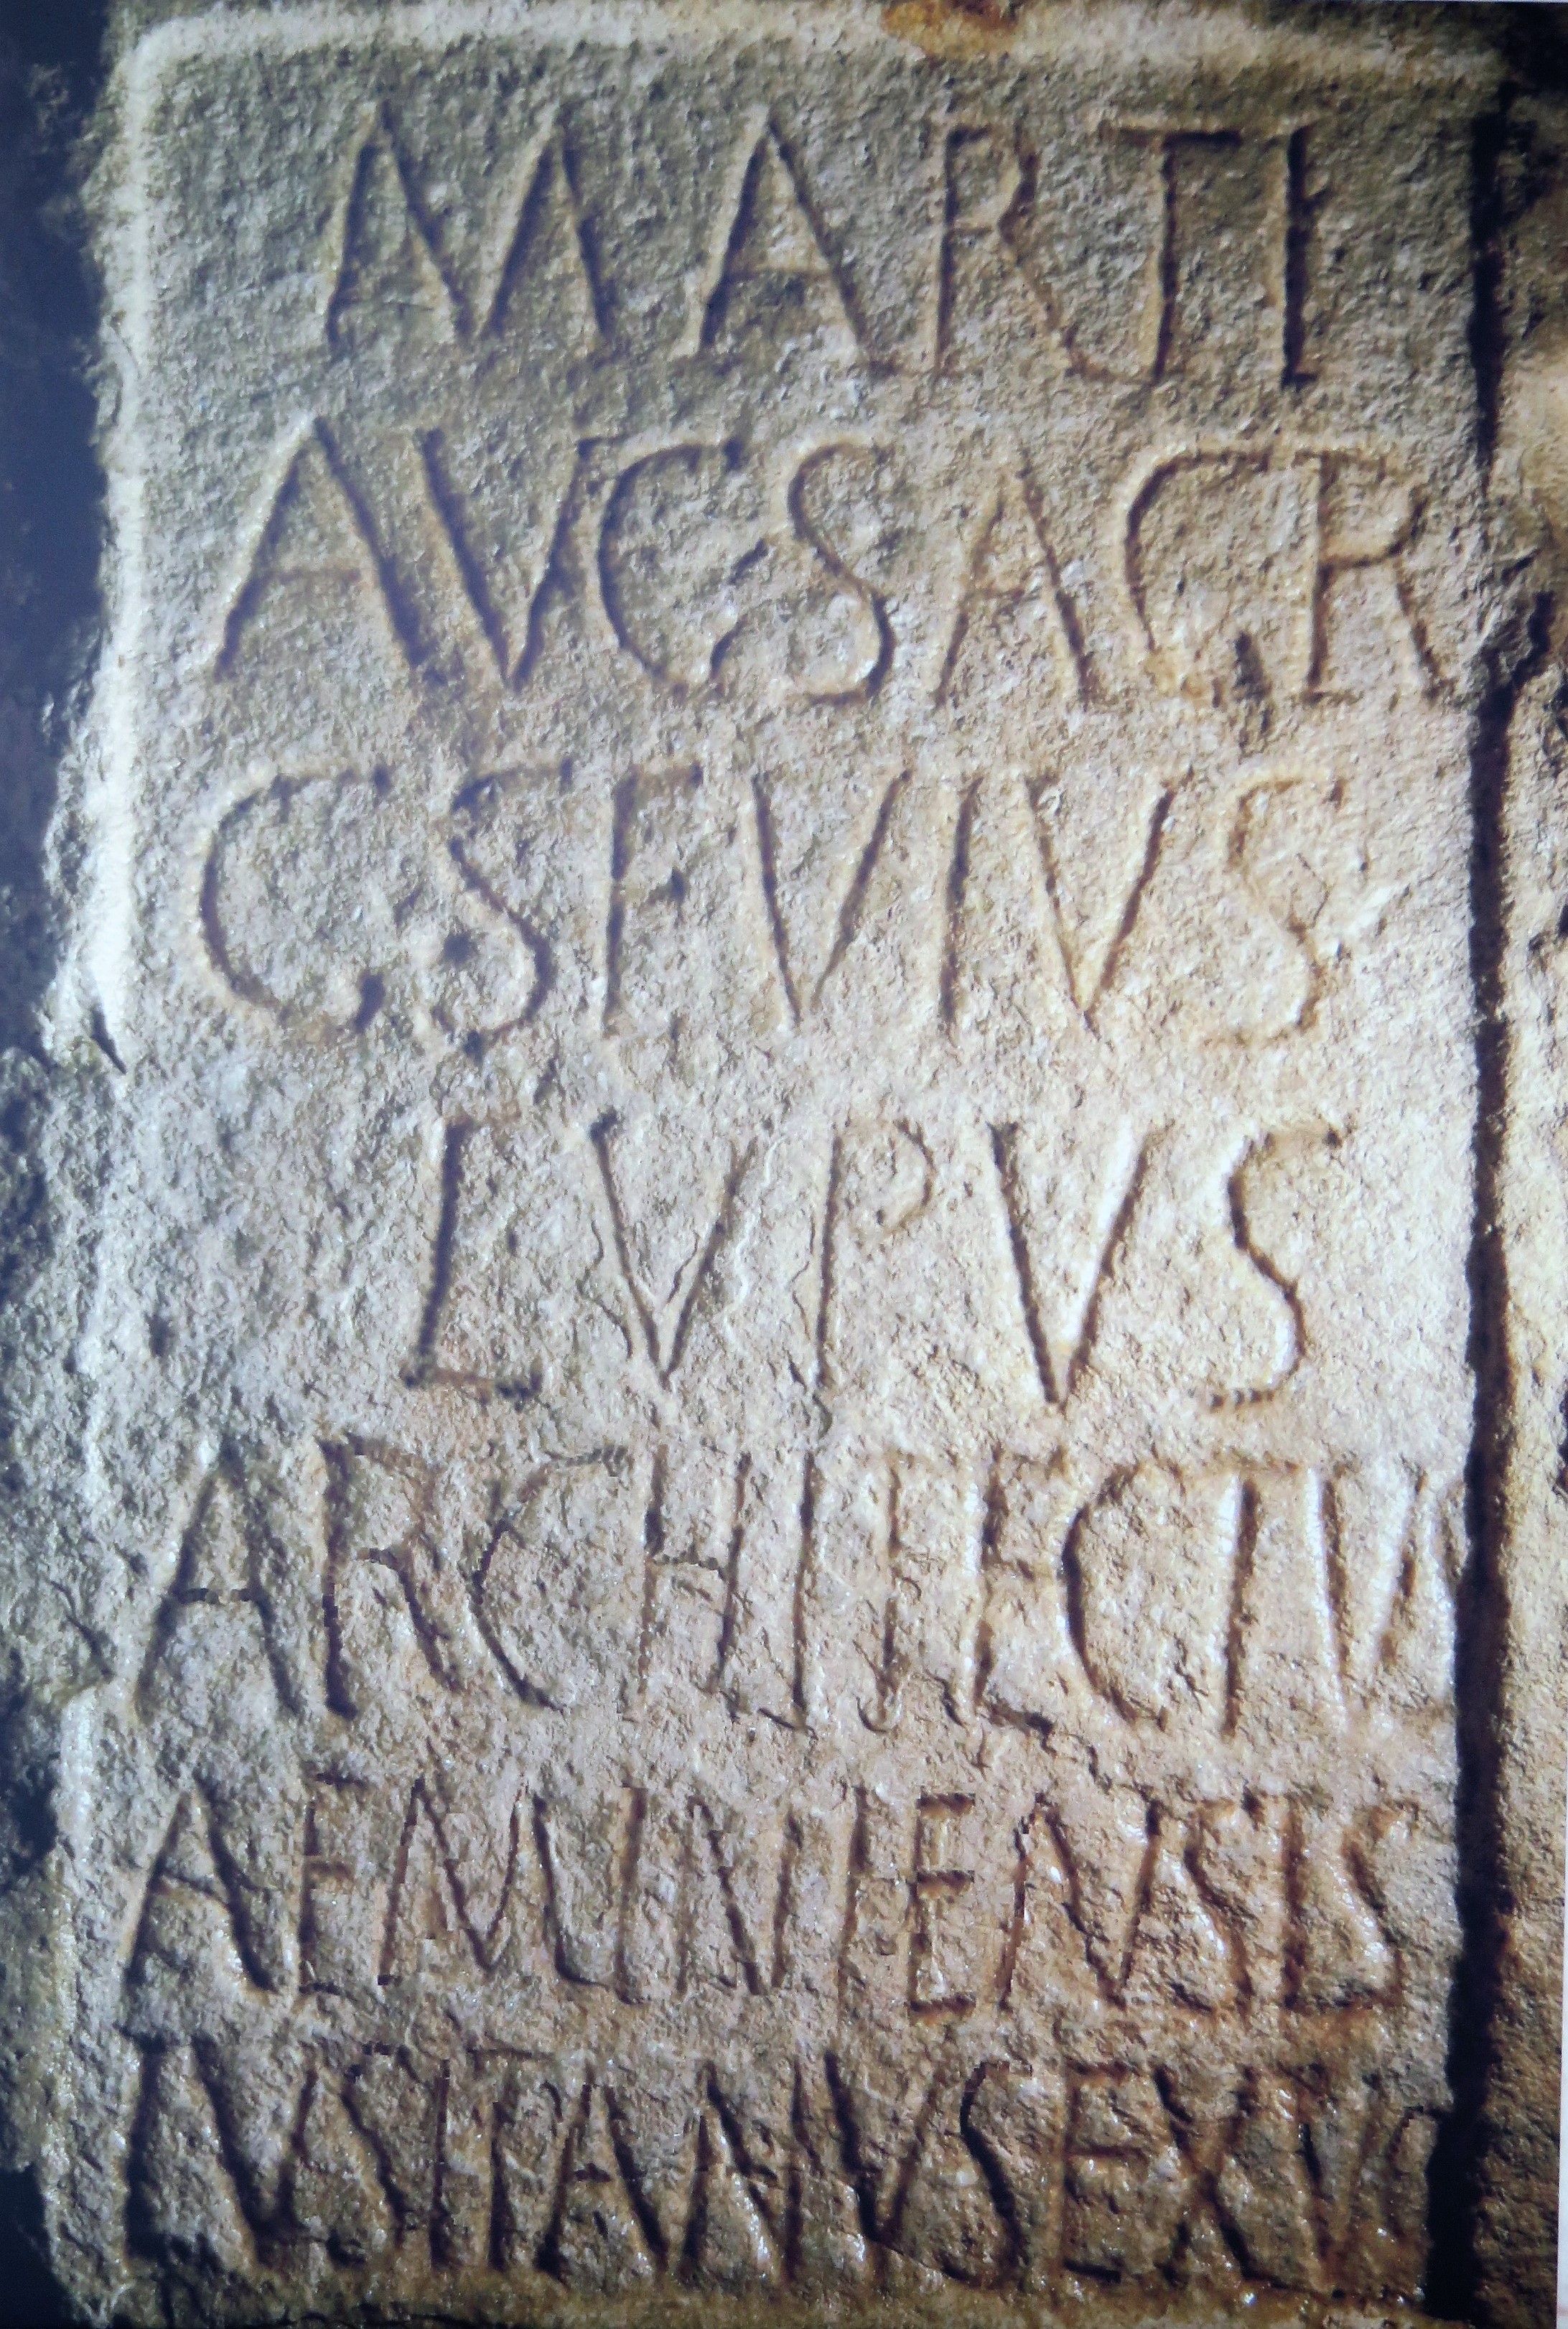 MARTI
AVG SACR
C SEVIVS
LVPVS
ARCHITECTV
AEMINIENSIS
LVSITANVS EX V